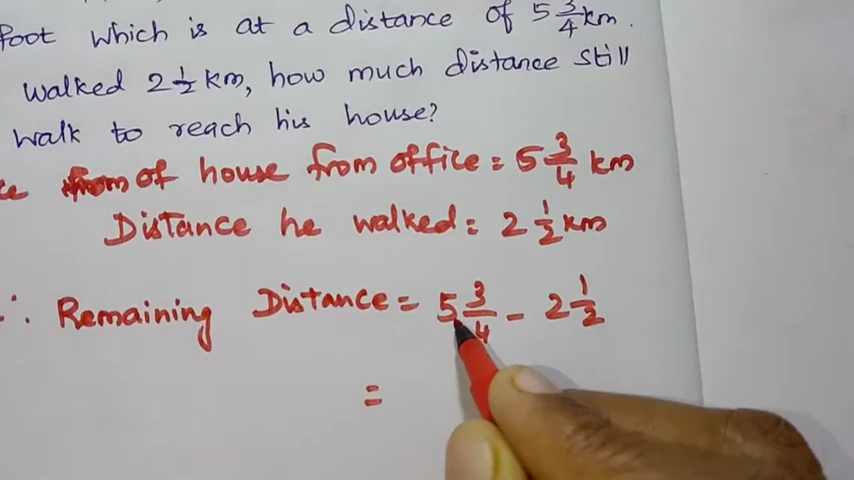 foot which is at a distance of 5 3/4 km.
walked 2 1/2 km, how much distance still
walk to reach his house?
of house from office = 5 3/4 km
Distance he walked = 2 1/2 km
∴ Remaining Distance = 5 3/4 - 2 1/2
=